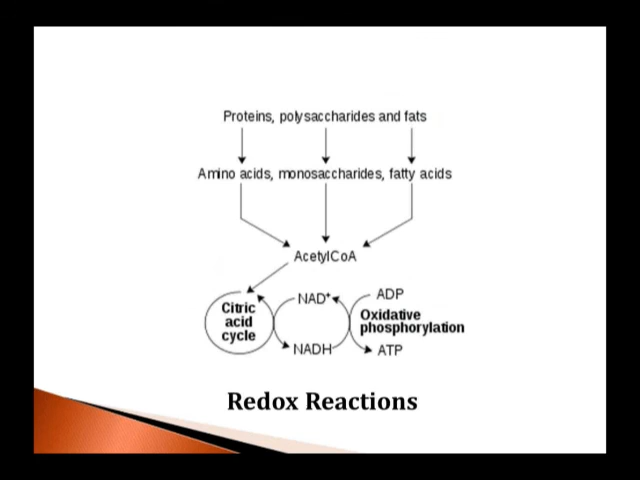 Proteins, polysaccharides and fats
Amino acids, monosaccharides, fatty acids
AcetylCoA
Citric
acid
cycle
NAD+
NADH
ADP
Oxidative
phosphorylation
ATP
Redox Reactions